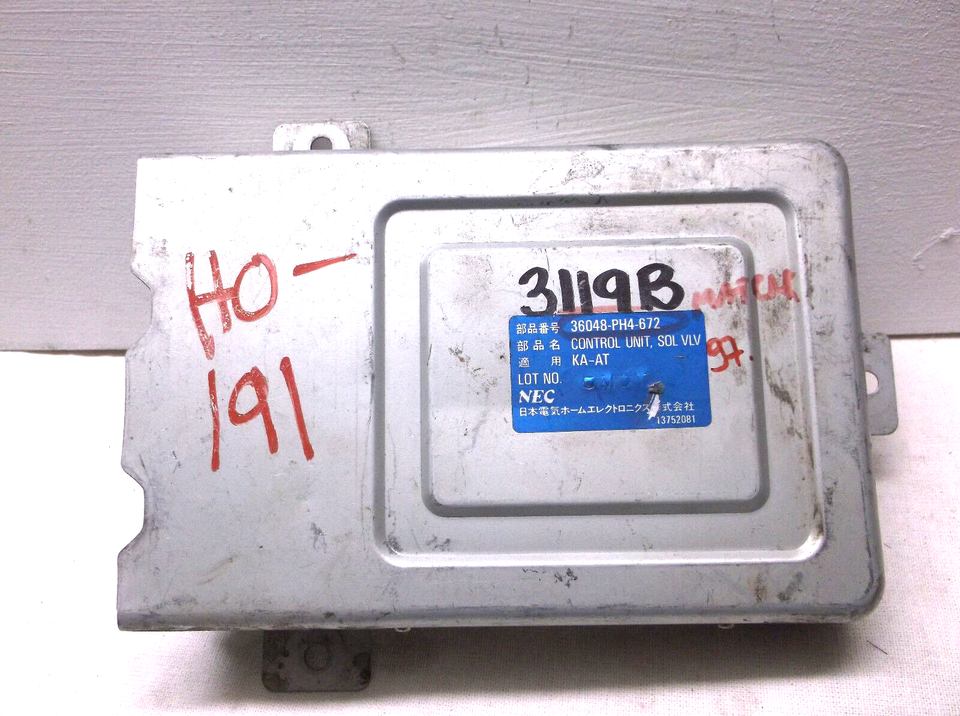 HO-
191
3119B
MATCH
97.
部品番号 36048-PH4-672
部品名 CONTROL UNIT, SOL VLV
適用 KA-AT
LOT NO.
NEC
日本電気ホームエレクトロニクス株式会社
13752081